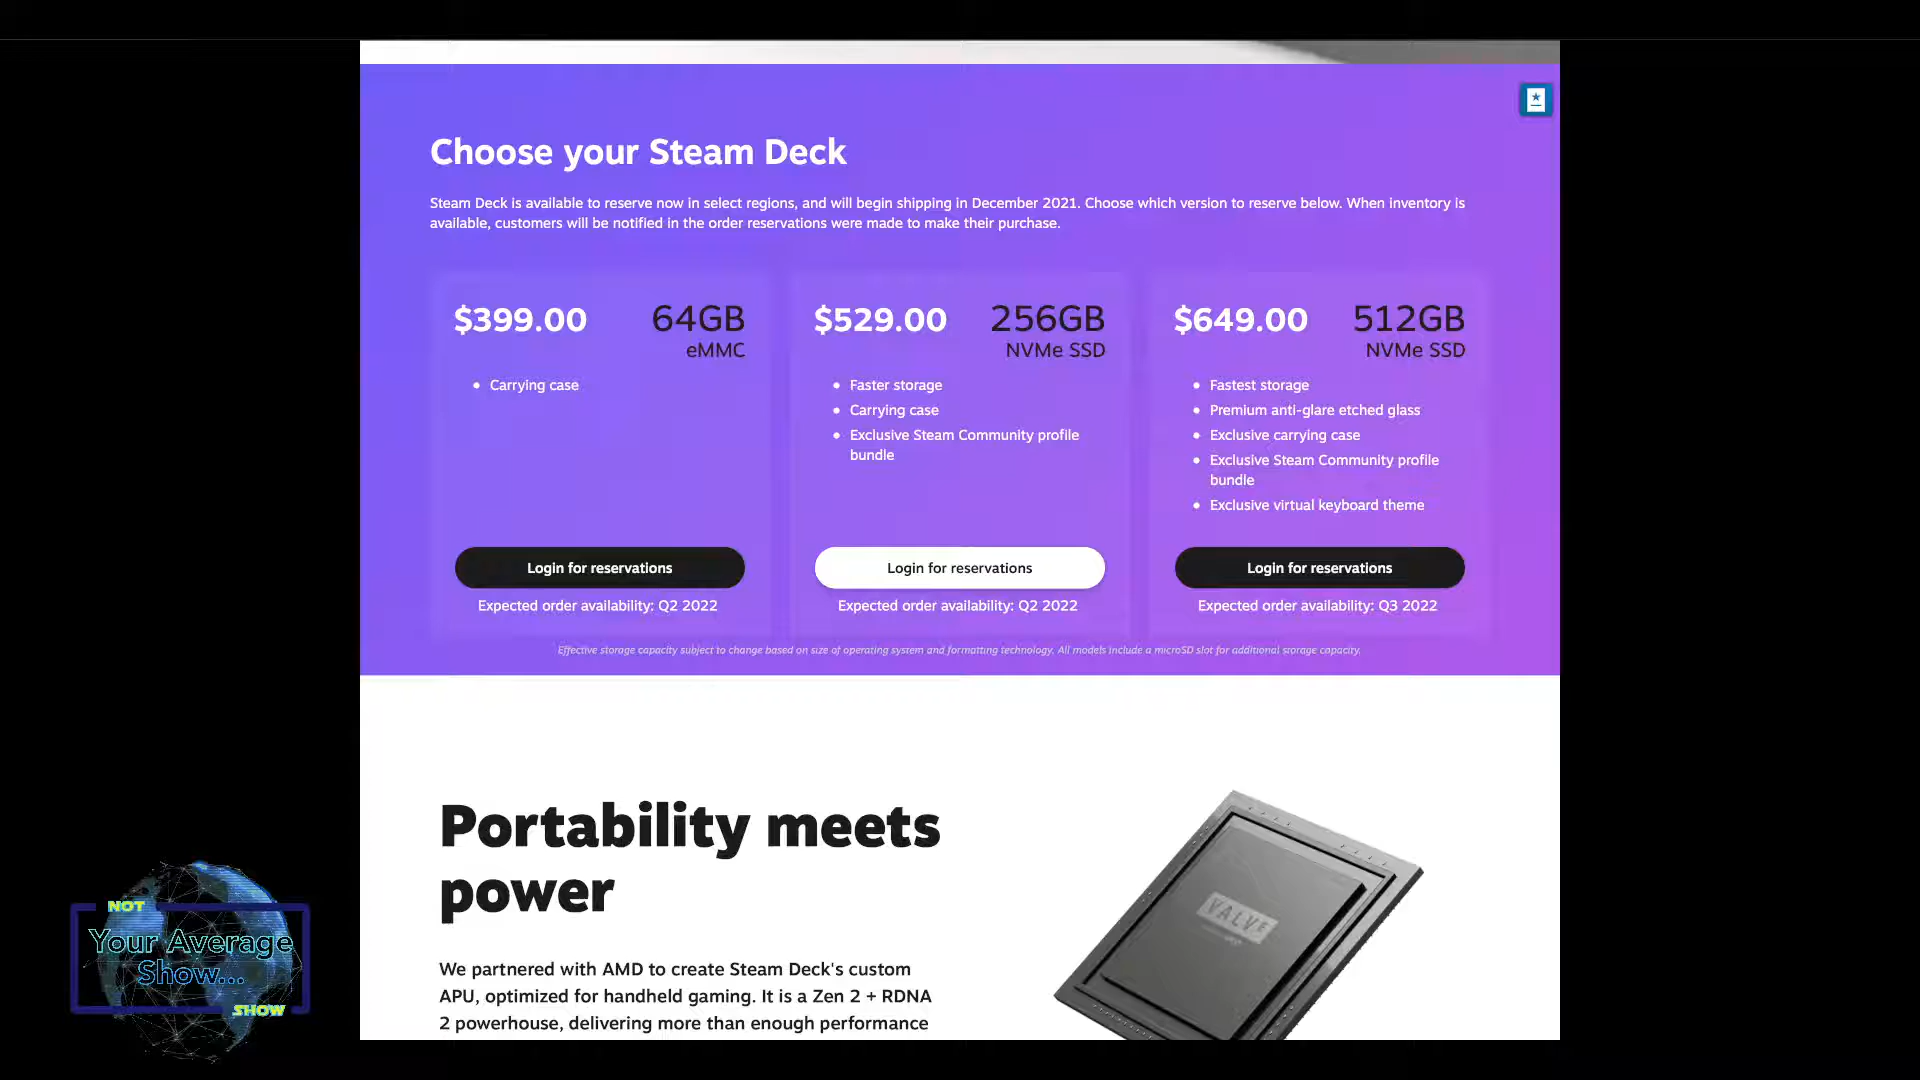 Choose your Steam Deck
Steam Deck is available to reserve now in select regions, and will begin shipping in December 2021. Choose which version to reserve below. When inventory is
available, customers will be notified in the order reservations were made to make their purchase.
$399.00
64GB
eMMC
Carrying case
Login for reservations
Expected order availability: Q2 2022
$529.00
256GB
NVMe SSD
Faster storage
Carrying case
Exclusive Steam Community profile
bundle
Login for reservations
Expected order availability: Q2 2022
$649.00
512GB
NVMe SSD
Fastest storage
Premium anti-glare etched glass
Exclusive carrying case
Exclusive Steam Community profile
bundle
Exclusive virtual keyboard theme
Login for reservations
Expected order availability: Q3 2022
Effective storage capacity subject to change based on size of operating system and formatting technology. All models include a microSD slot for additional storage capacity.
Portability meets
power
We partnered with AMD to create Steam Deck's custom
APU, optimized for handheld gaming. It is a Zen 2 + RDNA
2 powerhouse, delivering more than enough performance
VALVE
NOT
Your Average
Show...
SHOW